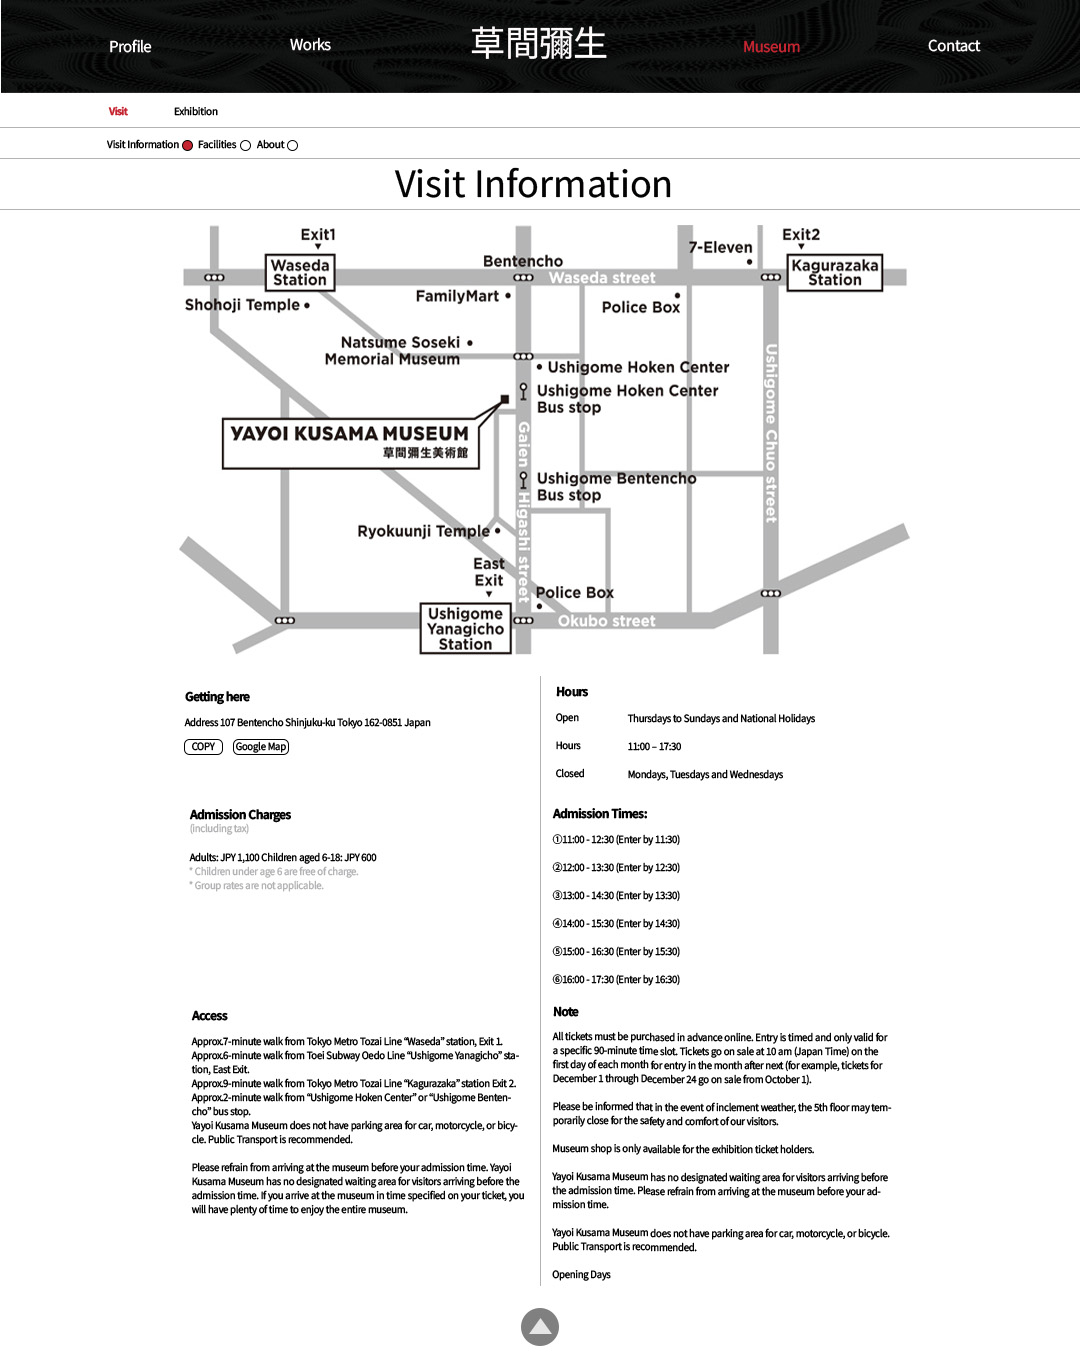 Profile
Works
草間彌生
Museum
Contact
Visit
Exhibition
Visit Information
Facilities
About
Visit Information
Exit1
Waseda
Station
Bentencho
Waseda street
7-Eleven
Exit2
Kagurazaka
Station
Shohoji Temple
FamilyMart
Police Box
Natsume Soseki
Memorial Museum
Ushigome Hoken Center
Ushigome Hoken Center
Bus stop
YAYOI KUSAMA MUSEUM
草間彌生美術館
Gaien Higashi street
Ushigome Chuo street
Ushigome Bentencho
Bus stop
Ryokuunji Temple
East
Exit
Police Box
Ushigome
Yanagicho
Station
Okubo street
Getting here
Address 107 Bentencho Shinjuku-ku Tokyo 162-0851 Japan
COPY
Google Map
Admission Charges
(including tax)
Adults: JPY 1,100 Children aged 6-18: JPY 600
* Children under age 6 are free of charge.
* Group rates are not applicable.
Access
Approx.7-minute walk from Tokyo Metro Tozai Line “Waseda” station, Exit 1.
Approx.6-minute walk from Toei Subway Oedo Line “Ushigome Yanagicho” sta-
tion, East Exit.
Approx.9-minute walk from Tokyo Metro Tozai Line “Kagurazaka” station Exit 2.
Approx.2-minute walk from “Ushigome Hoken Center” or “Ushigome Benten-
cho” bus stop.
Yayoi Kusama Museum does not have parking area for car, motorcycle, or bicy-
cle. Public Transport is recommended.
Please refrain from arriving at the museum before your admission time. Yayoi
Kusama Museum has no designated waiting area for visitors arriving before the
admission time. If you arrive at the museum in time specified on your ticket, you
will have plenty of time to enjoy the entire museum.
Hours
Open Thursdays to Sundays and National Holidays
Hours 11:00 – 17:30
Closed Mondays, Tuesdays and Wednesdays
Admission Times:
①11:00 - 12:30 (Enter by 11:30)
②12:00 - 13:30 (Enter by 12:30)
③13:00 - 14:30 (Enter by 13:30)
④14:00 - 15:30 (Enter by 14:30)
⑤15:00 - 16:30 (Enter by 15:30)
⑥16:00 - 17:30 (Enter by 16:30)
Note
All tickets must be purchased in advance online. Entry is timed and only valid for
a specific 90-minute time slot. Tickets go on sale at 10 am (Japan Time) on the
first day of each month for entry in the month after next (for example, tickets for
December 1 through December 24 go on sale from October 1).
Please be informed that in the event of inclement weather, the 5th floor may tem-
porarily close for the safety and comfort of our visitors.
Museum shop is only available for the exhibition ticket holders.
Yayoi Kusama Museum has no designated waiting area for visitors arriving before
the admission time. Please refrain from arriving at the museum before your ad-
mission time.
Yayoi Kusama Museum does not have parking area for car, motorcycle, or bicycle.
Public Transport is recommended.
Opening Days